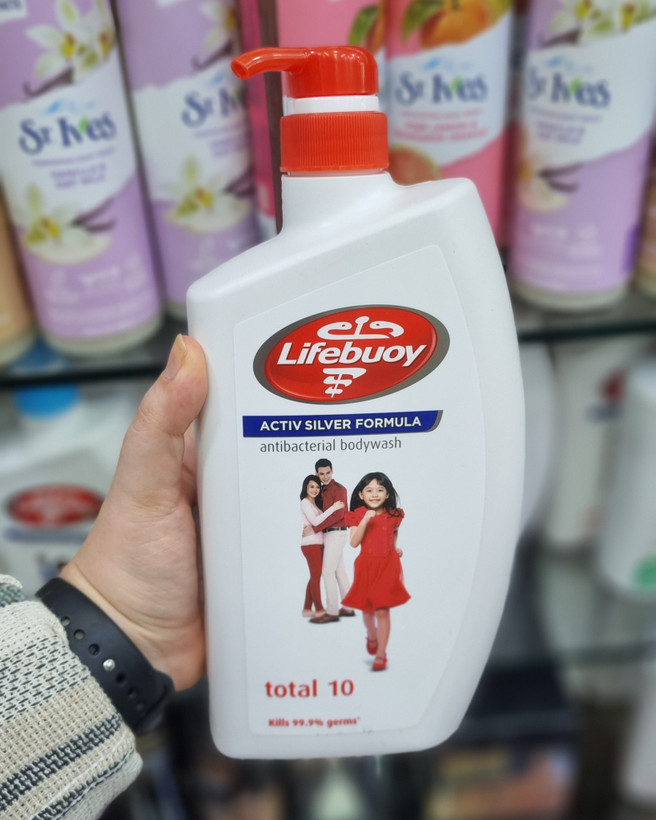 Lifebuoy
ACTIV SILVER FORMULA
antibacterial bodywash
total 10
Kills 99.9% germs*
St Ives
St Ives
St Ives
St Ives